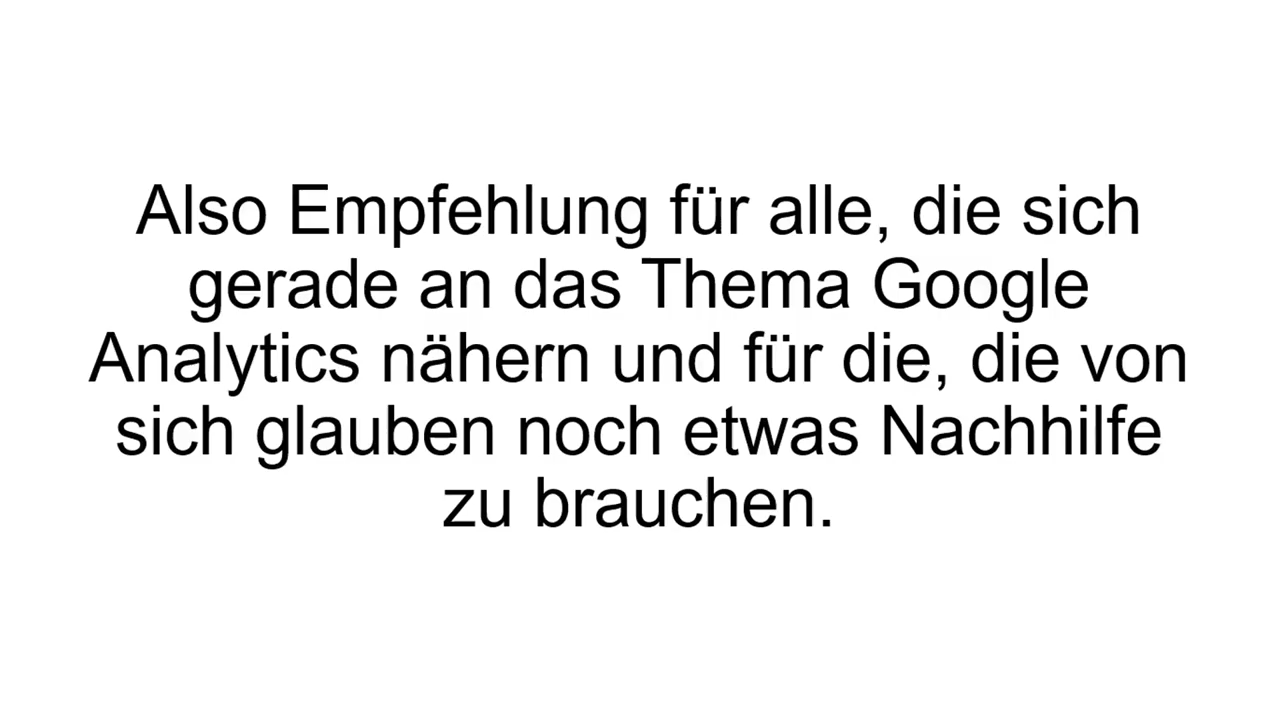 Also Empfehlung für alle, die sich
gerade an das Thema Google
Analytics nähern und für die, die von
sich glauben noch etwas Nachhilfe
zu brauchen.